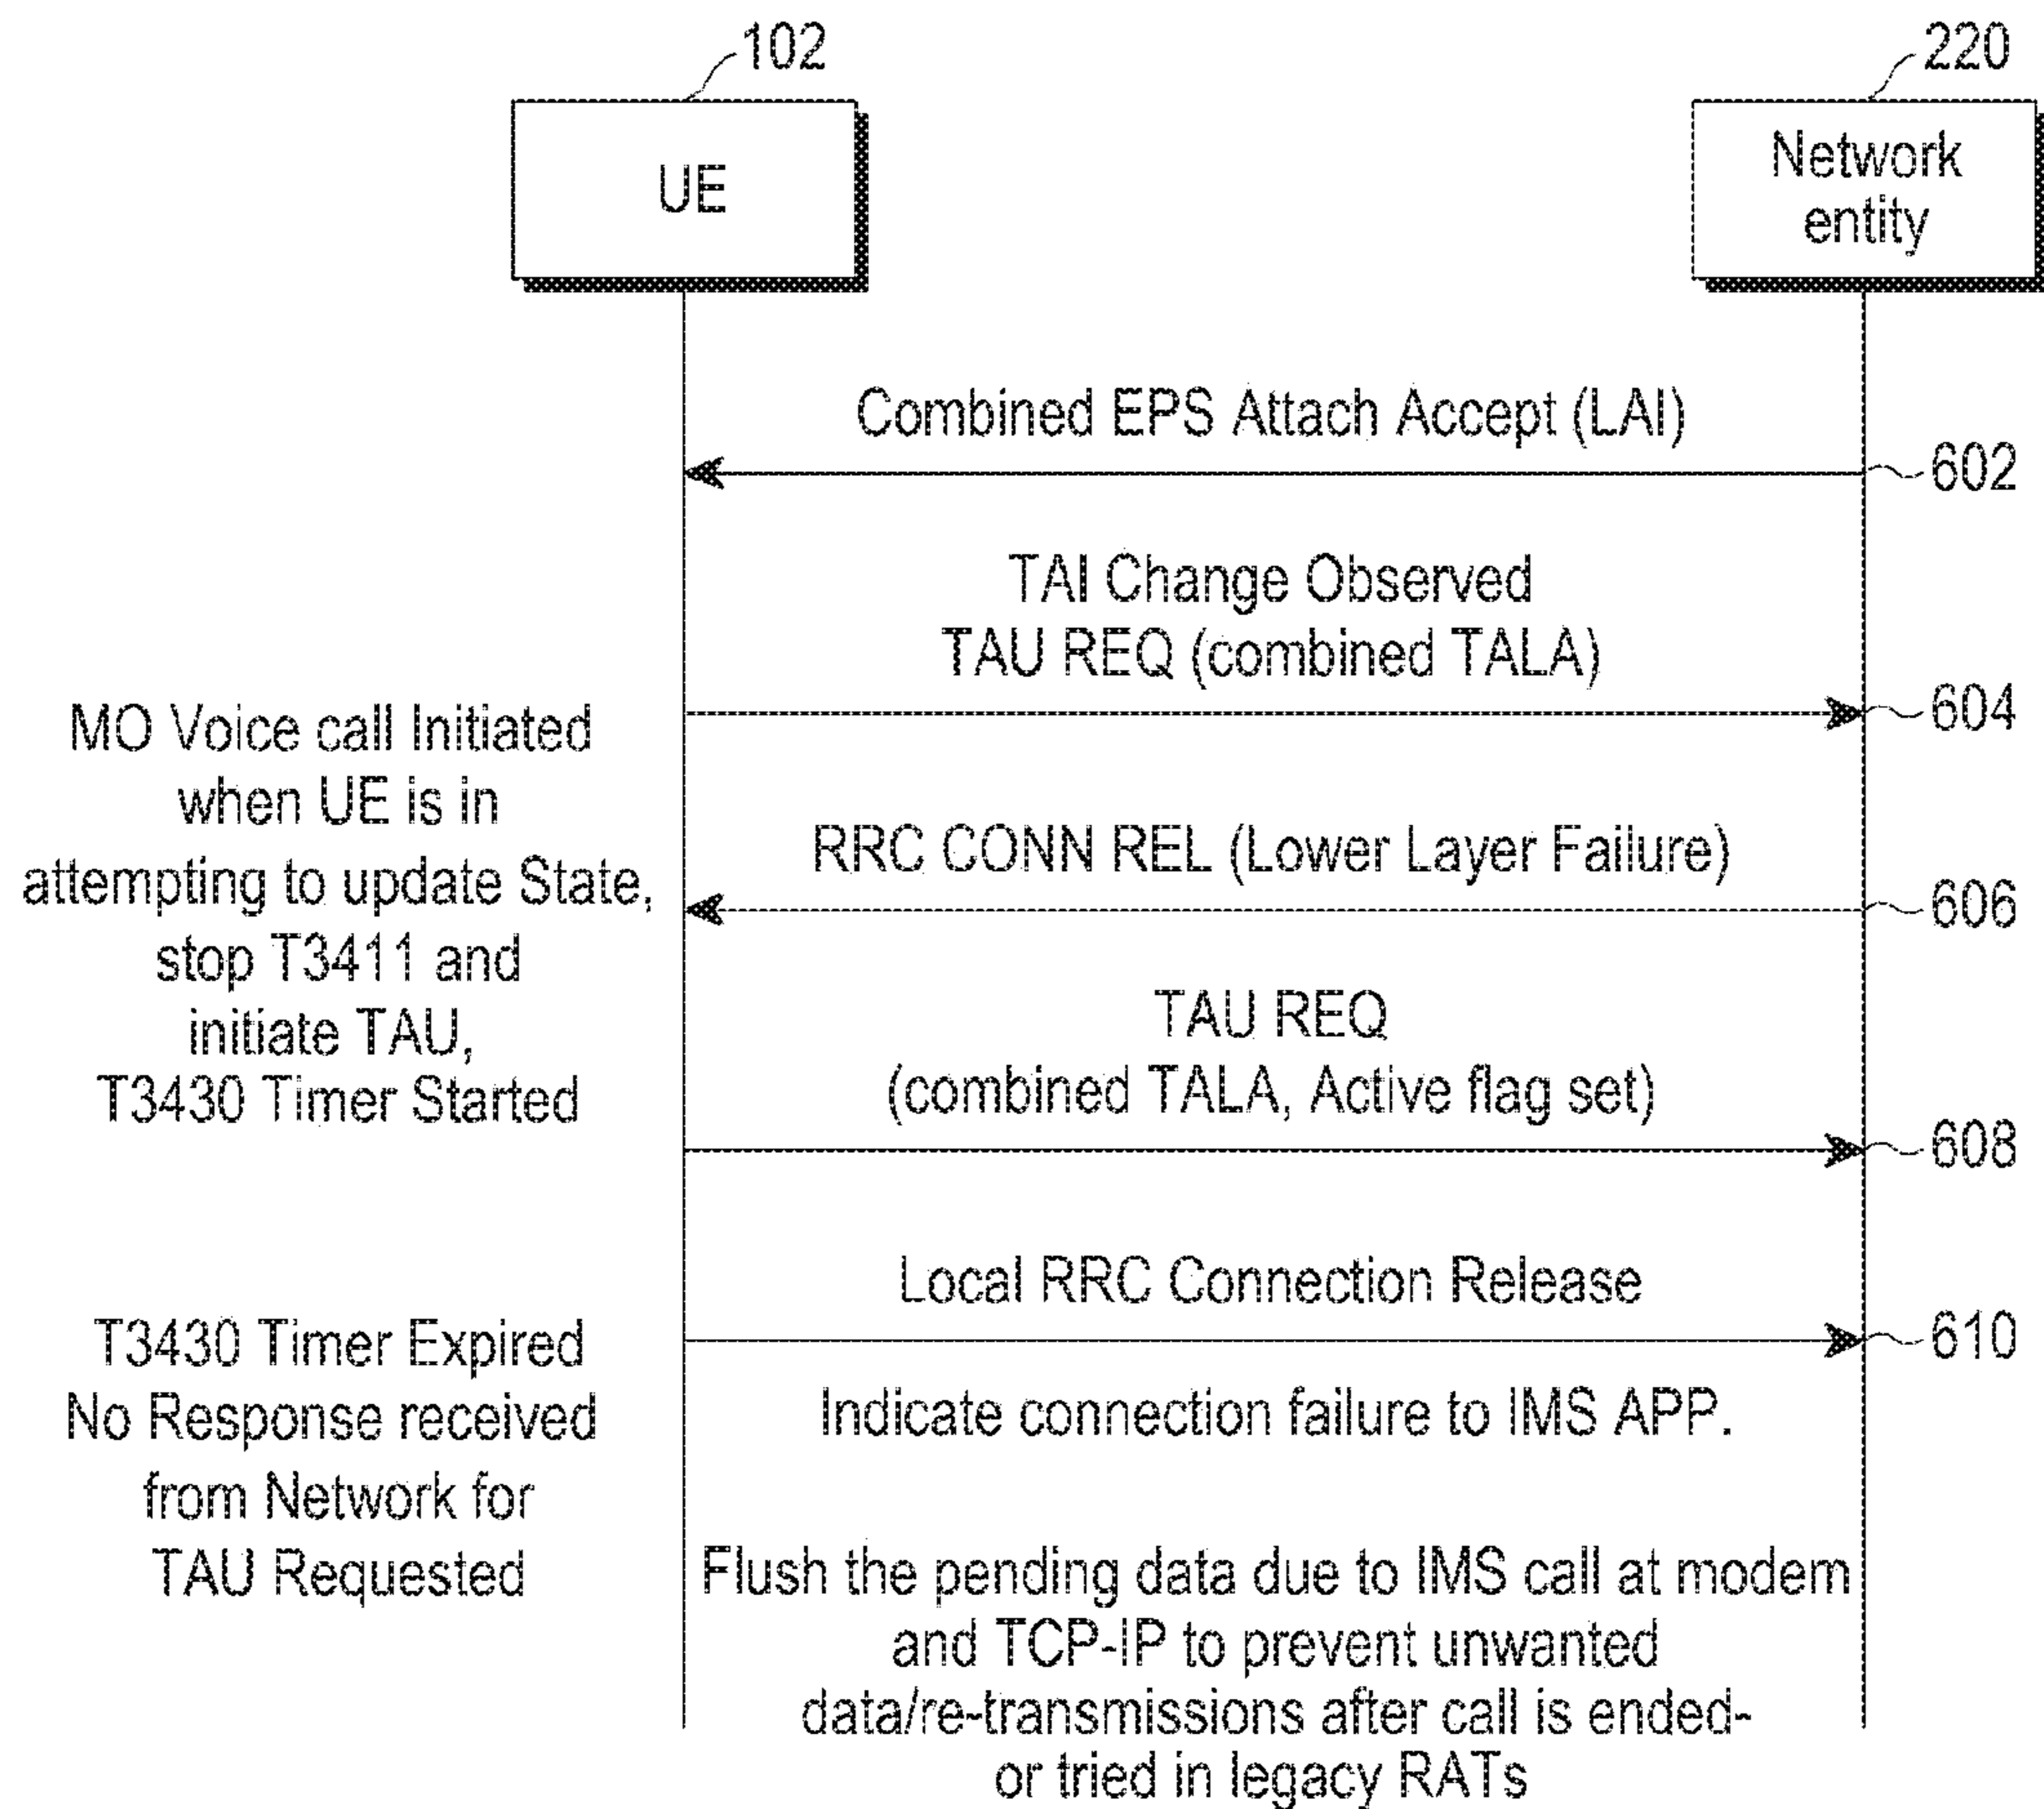 102
220
UE
Network
entity
Combined EPS Attach Accept (LAI)
602
TAI Change Observed
TAU REQ (combined TALA)
604
MO Voice call Initiated
when UE is in
attempting to update State,
stop T3411 and
initiate TAU,
T3430 Timer Started
RRC CONN REL (Lower Layer Failure)
606
TAU REQ
(combined TALA, Active flag set)
608
Local RRC Connection Release
610
T3430 Timer Expired
No Response received
from Network for
TAU Requested
Indicate connection failure to IMS APP.
Flush the pending data due to IMS call at modem
and TCP-IP to prevent unwanted
data/re-transmissions after call is ended-
or tried in legacy RATs